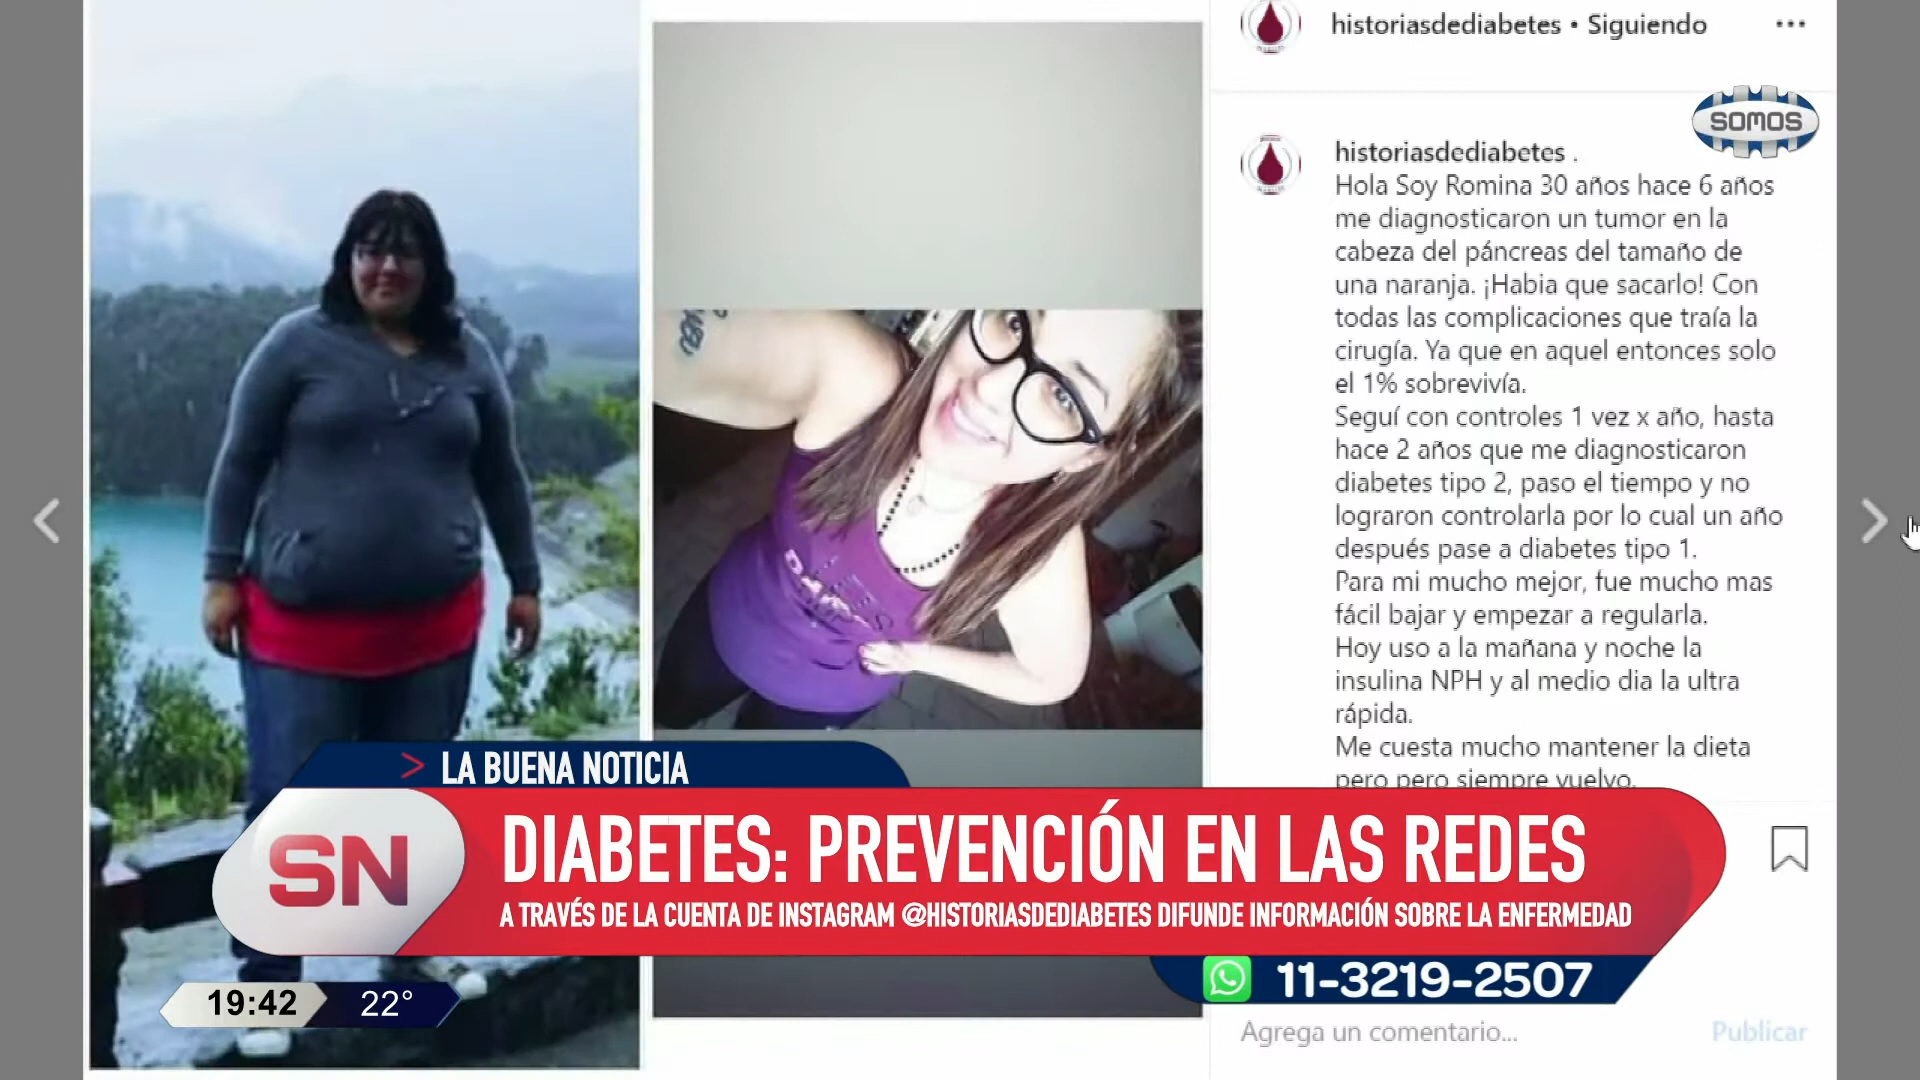 historiasdediabetes • Siguiendo
SOMOS
historiasdediabetes .
Hola Soy Romina 30 años hace 6 años
me diagnosticaron un tumor en la
cabeza del páncreas del tamaño de
una naranja. ¡Habia que sacarlo! Con
todas las complicaciones que traía la
cirugía. Ya que en aquel entonces solo
el 1% sobrevivía.
Seguí con controles 1 vez x año, hasta
hace 2 años que me diagnosticaron
diabetes tipo 2, paso el tiempo y no
lograron controlarla por lo cual un año
después pase a diabetes tipo 1.
Para mi mucho mejor, fue mucho mas
fácil bajar y empezar a regularla.
Hoy uso a la mañana y noche la
insulina NPH y al medio dia la ultra
rápida.
Me cuesta mucho mantener la dieta
pero pero siempre vuelvo.
> LA BUENA NOTICIA
SN
DIABETES: PREVENCIÓN EN LAS REDES
A TRAVÉS DE LA CUENTA DE INSTAGRAM @HISTORIASDEDIABETES DIFUNDE INFORMACIÓN SOBRE LA ENFERMEDAD
11-3219-2507
19:42 22°
Agrega un comentario... Publicar